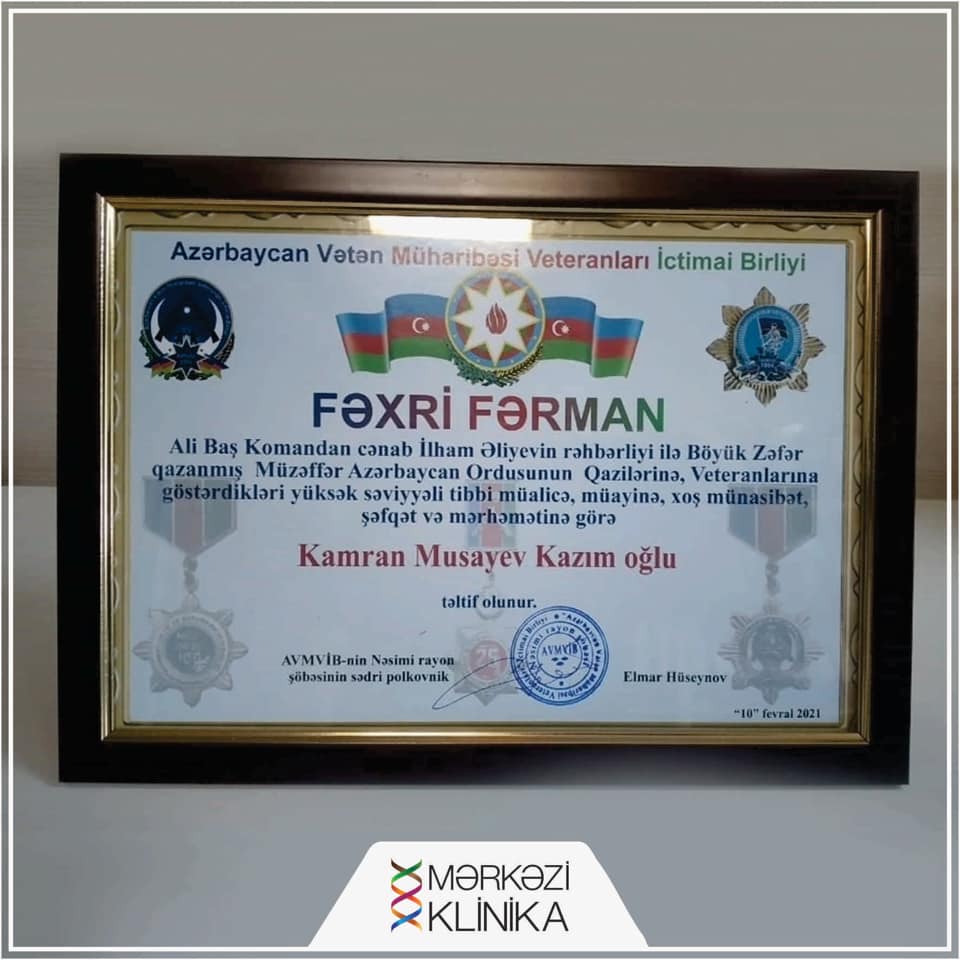 Azərbaycan Vətən Müharibəsi Veteranları İctimai Birliyi
FƏXRİ FƏRMAN
Ali Baş Komandan cənab İlham Əliyevin rəhbərliyi ilə Böyük Zəfər
qazanmış Müzəffər Azərbaycan Ordusunun Qazilərinə, Veteranlarına
göstərdikləri yüksək səviyyəli tibbi müalicə, müayinə, xoş münasibət,
şəfqət və mərhəmətinə görə
Kamran Musayev Kazım oğlu
təltif olunur.
AVMVİB-nin Nəsimi rayon
şöbəsinin sədri polkovnik
AVMVİB
25
Elmar Hüseynov
“10” fevral 2021
MƏRKƏZİ
KLİNİKA